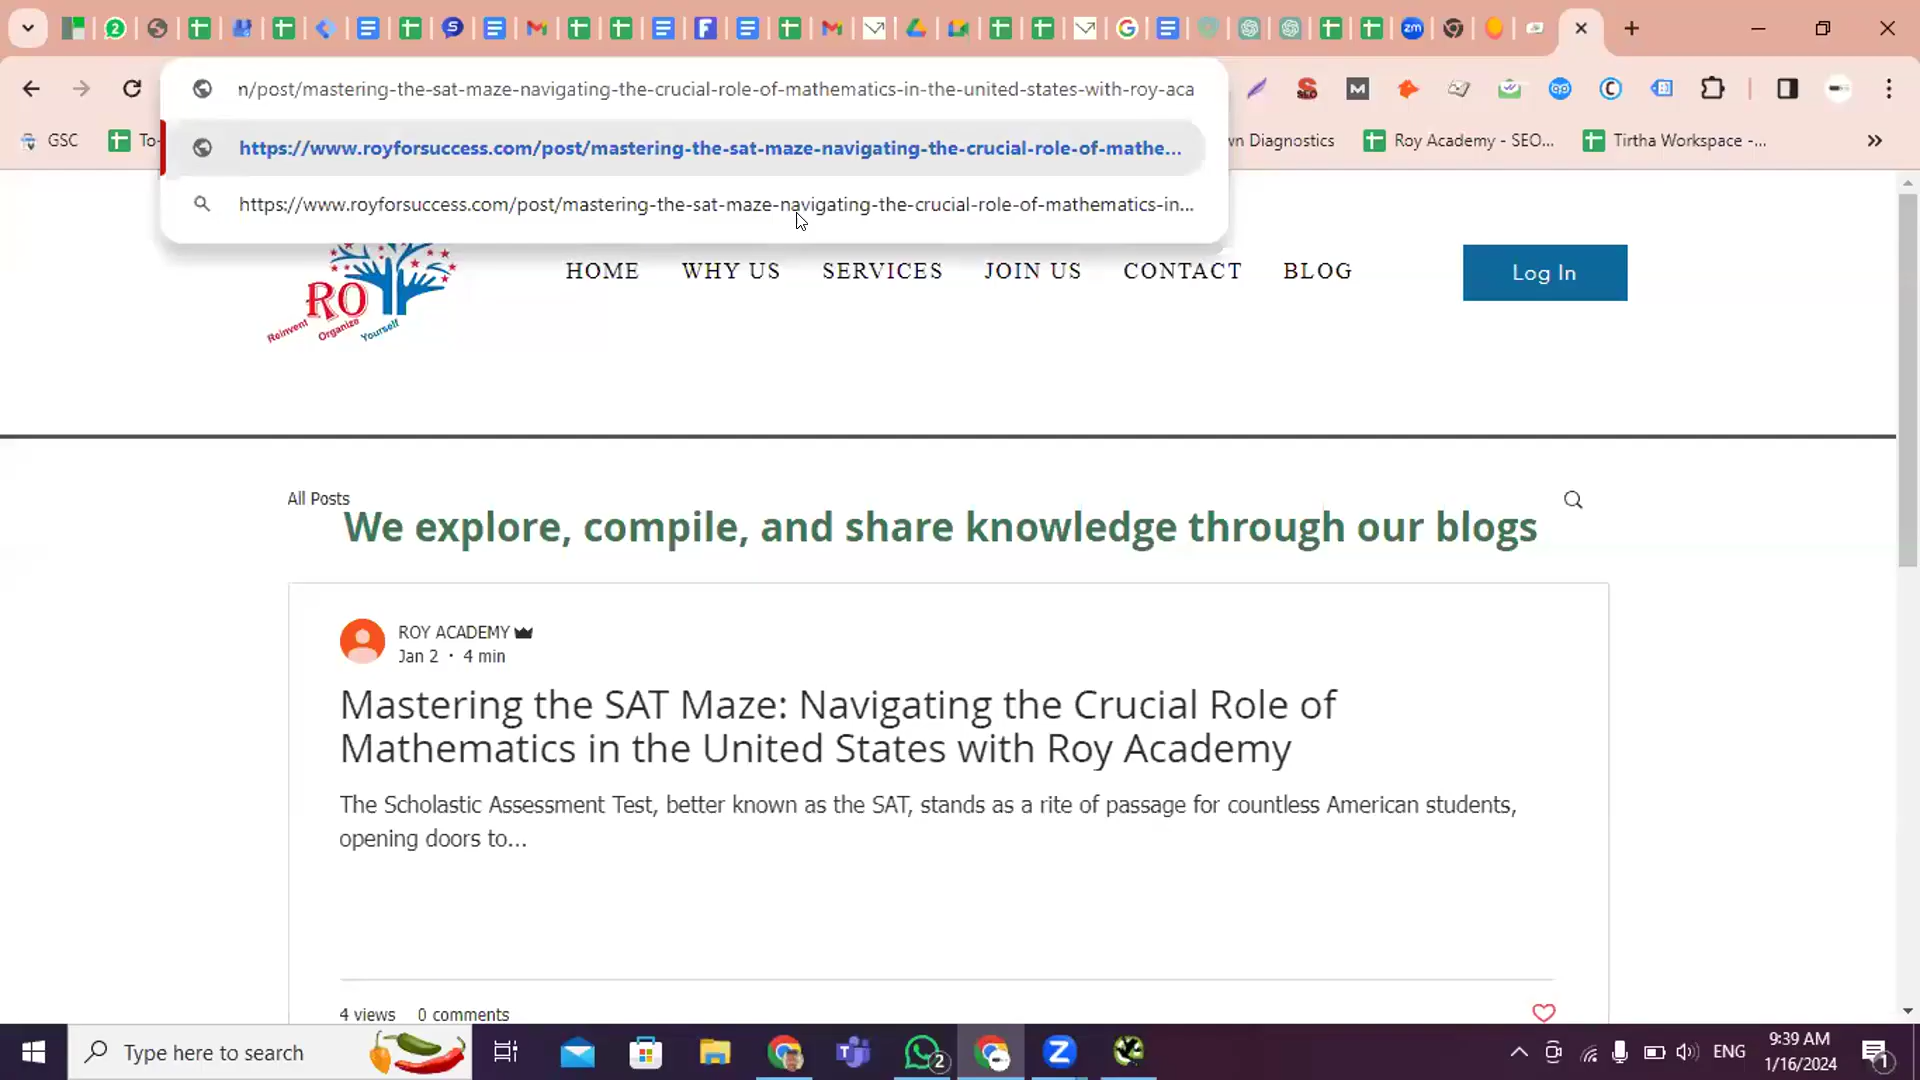 n/post/mastering-the-sat-maze-navigating-the-crucial-role-of-mathematics-in-the-united-states-with-roy-aca
GSC
To-
https://www.royforsuccess.com/post/mastering-the-sat-maze-navigating-the-crucial-role-of-mathe...
wn Diagnostics
Roy Academy - SEO...
Tirtha Workspace -...
https://www.royforsuccess.com/post/mastering-the-sat-maze-navigating-the-crucial-role-of-mathematics-in...
ROY
Reinvent Organize Yourself
HOME WHY US SERVICES JOIN US CONTACT BLOG
Log In
All Posts
We explore, compile, and share knowledge through our blogs
ROY ACADEMY
Jan 2 · 4 min
Mastering the SAT Maze: Navigating the Crucial Role of
Mathematics in the United States with Roy Academy
The Scholastic Assessment Test, better known as the SAT, stands as a rite of passage for countless American students,
opening doors to...
4 views 0 comments
Type here to search
2
ENG
9:39 AM
1/16/2024
1